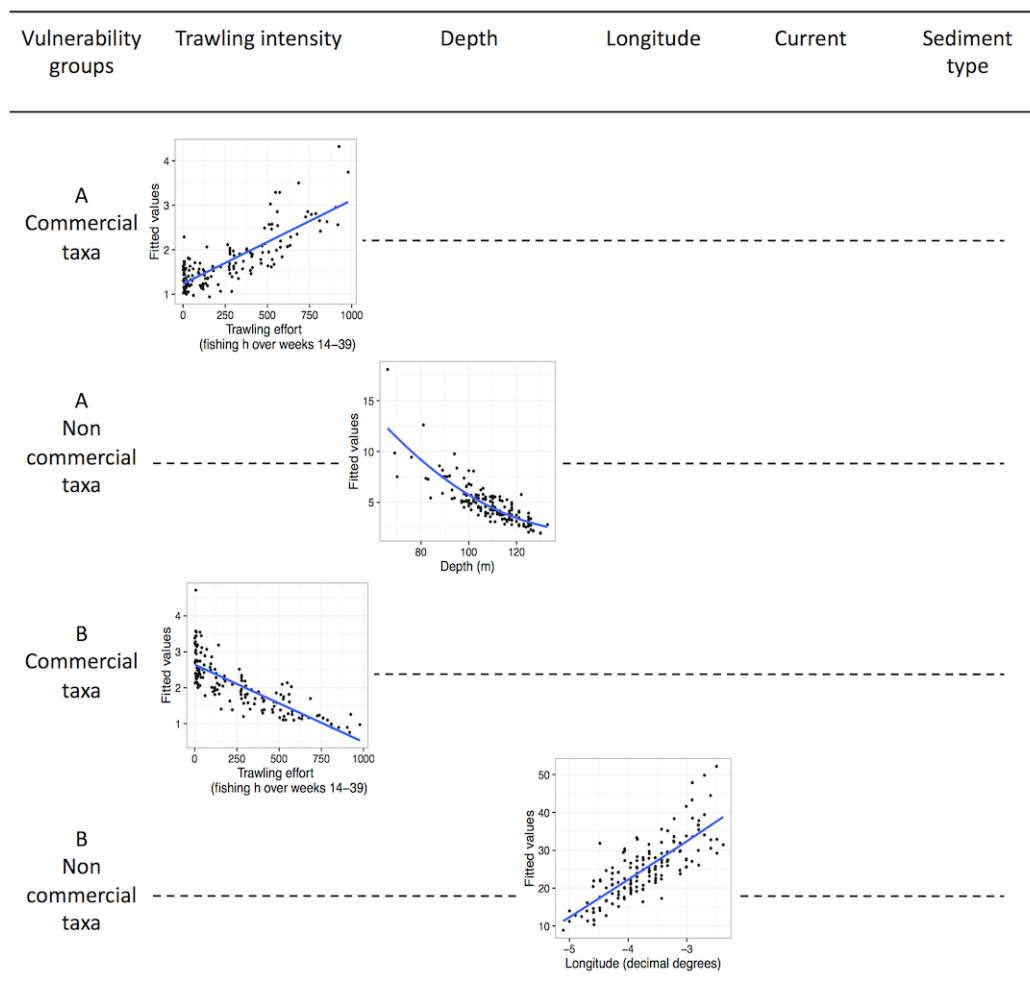 Vulnerability groups
Trawling intensity
Depth
Longitude
Current
Sediment type
A
Commercial
taxa
Fitted values
4
3
2
1
0 250 500 750 1000
Trawling effort
(fishing h over weeks 14–39)
A
Non
commercial
taxa
Fitted values
15
10
5
80 100 120
Depth (m)
B
Commercial
taxa
Fitted values
4
3
2
1
0 250 500 750 1000
Trawling effort
(fishing h over weeks 14–39)
B
Non
commercial
taxa
Fitted values
50
40
30
20
10
−5 −4 −3
Longitude (decimal degrees)